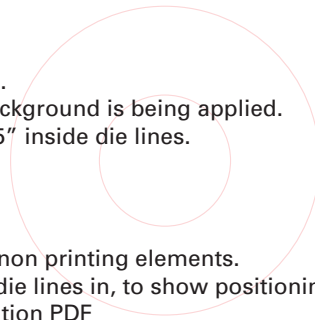 .
ckground is being applied.
5” inside die lines.
non printing elements.
die lines in, to show positionin
tion PDF